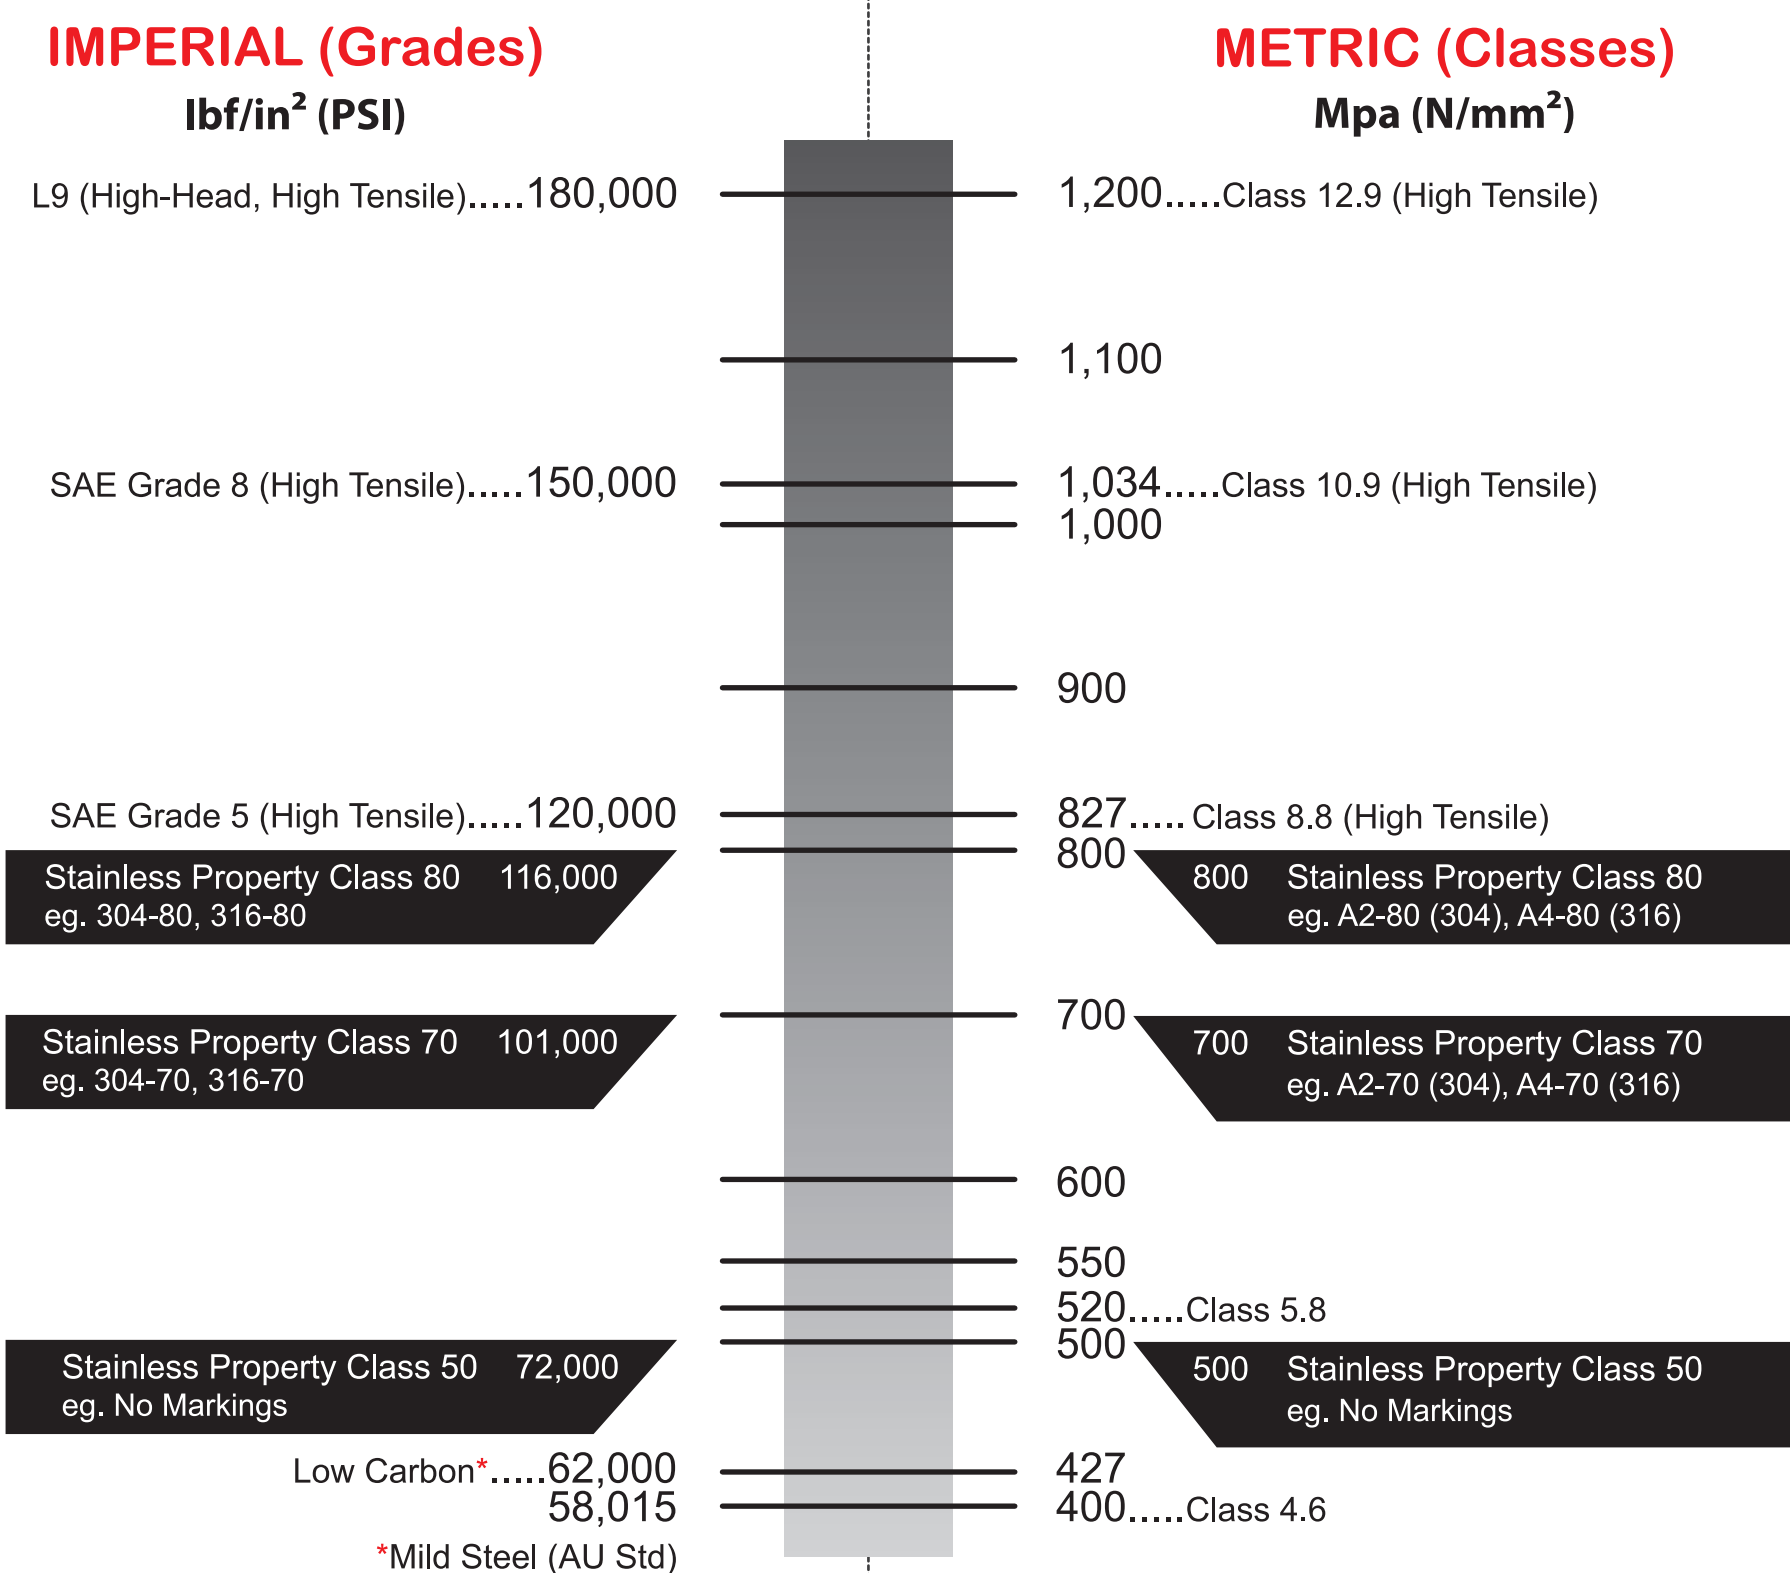 IMPERIAL (Grades)
lbf/in² (PSI)
METRIC (Classes)
Mpa (N/mm²)
L9 (High-Head, High Tensile).....180,000
1,200.....Class 12.9 (High Tensile)
1,100
SAE Grade 8 (High Tensile).....150,000
1,034.....Class 10.9 (High Tensile)
1,000
900
SAE Grade 5 (High Tensile).....120,000
827..... Class 8.8 (High Tensile)
800
Stainless Property Class 80 116,000
eg. 304-80, 316-80
800 Stainless Property Class 80
eg. A2-80 (304), A4-80 (316)
700
Stainless Property Class 70 101,000
eg. 304-70, 316-70
700 Stainless Property Class 70
eg. A2-70 (304), A4-70 (316)
600
550
520.....Class 5.8
500
Stainless Property Class 50 72,000
eg. No Markings
500 Stainless Property Class 50
eg. No Markings
Low Carbon*.....62,000
427
58,015
400.....Class 4.6
*Mild Steel (AU Std)